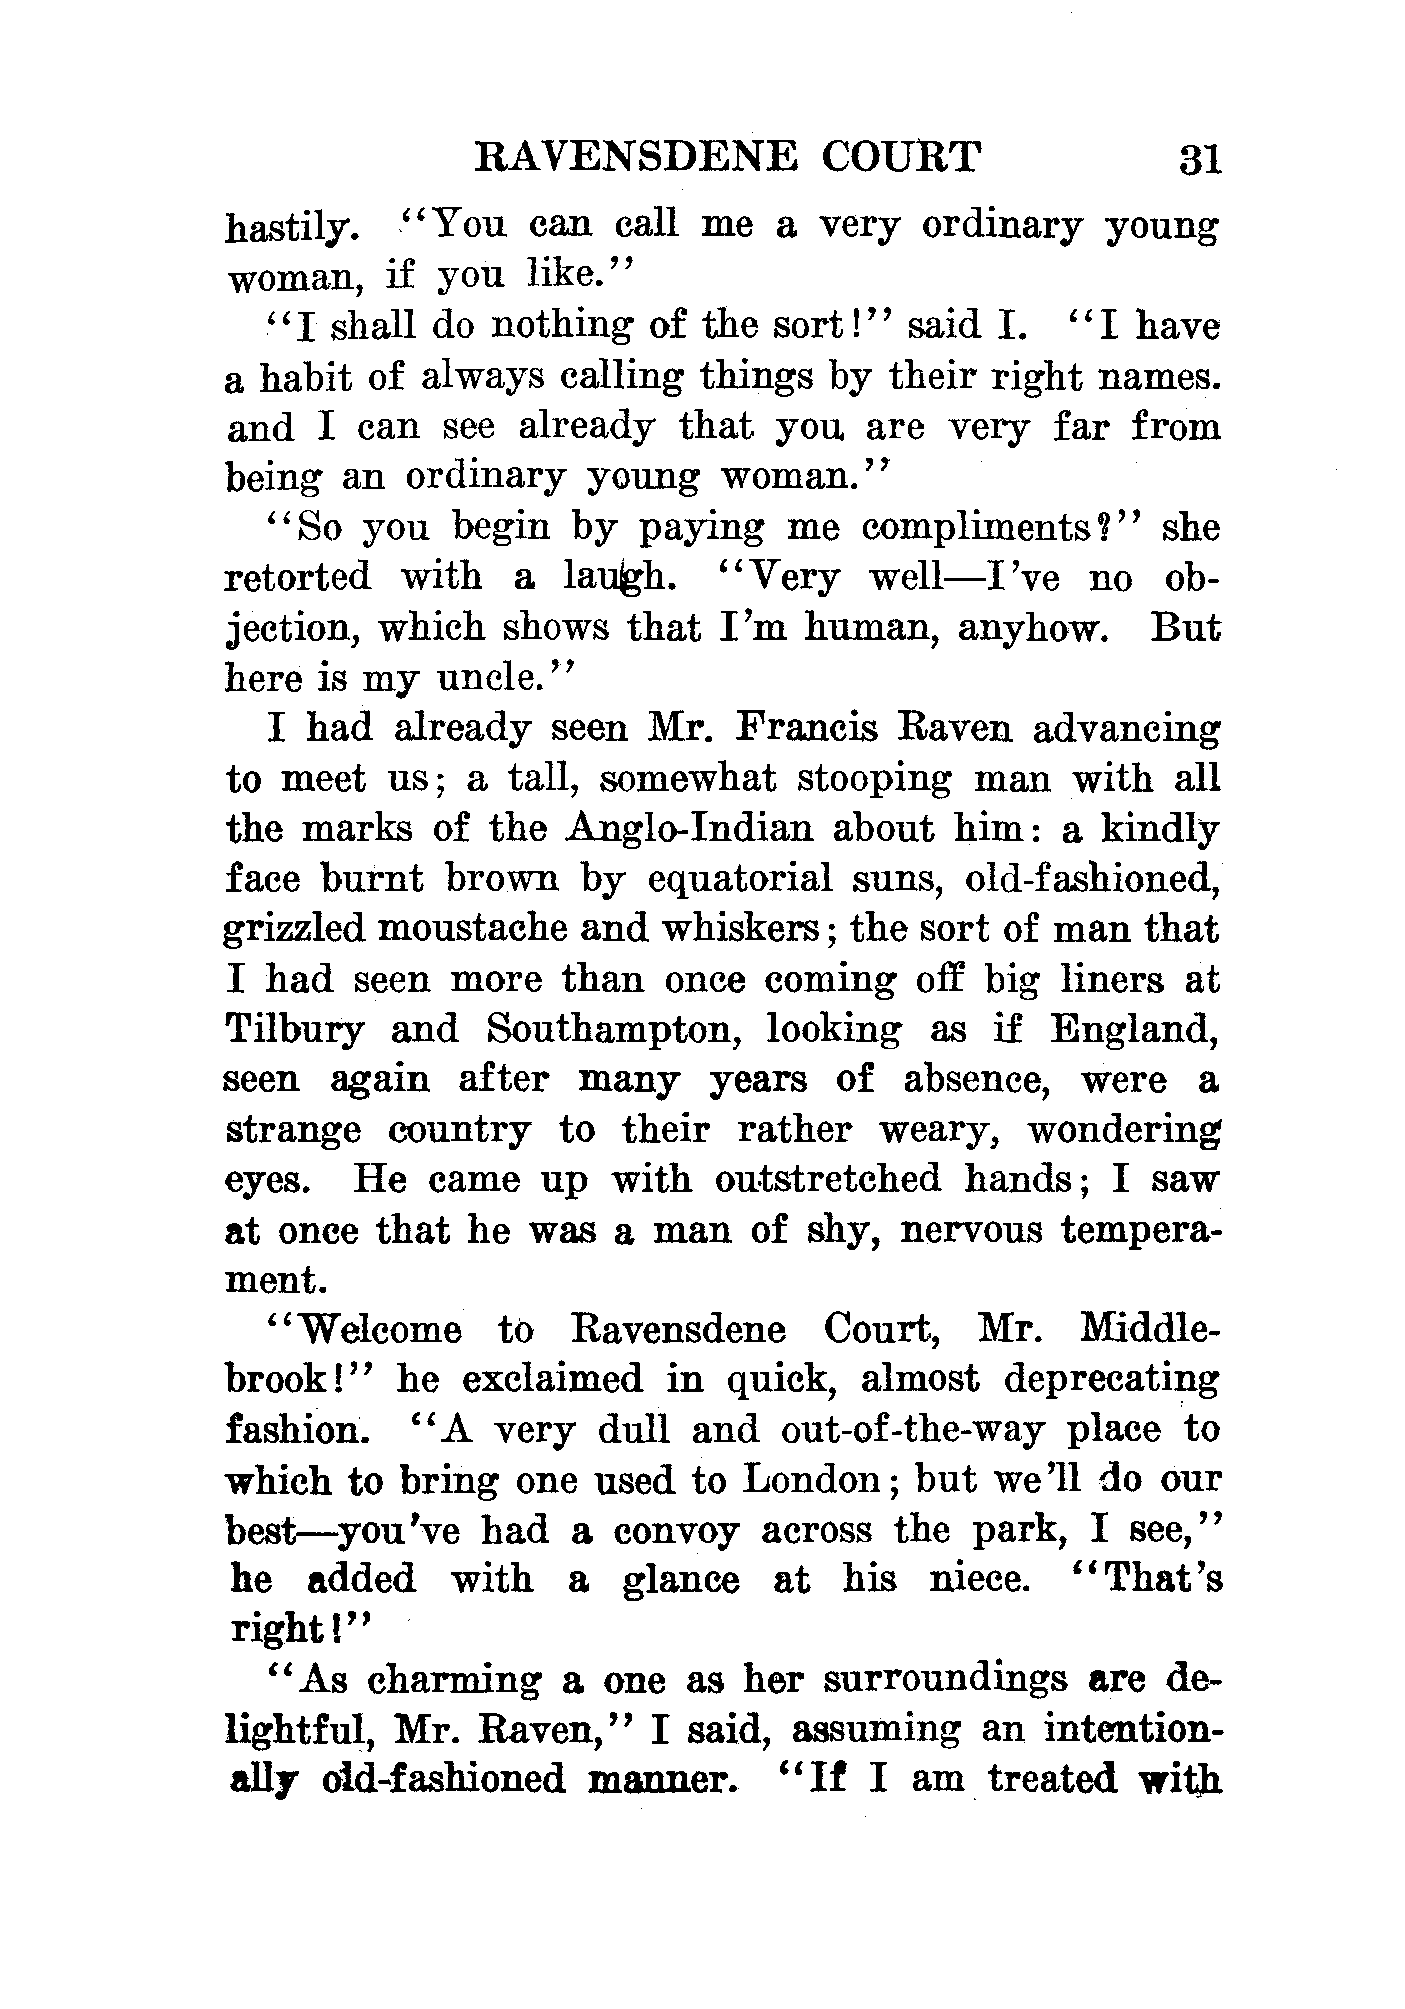 RAVENSDENE COURT 31
hastily. "You can call me a very ordinary young
woman, if you like."
"I shall do nothing of the sort!" said I. "I have
a habit of always calling things by their right names.
and I can see already that you are very far from
being an ordinary young woman."
"So you begin by paying me compliments?" she
retorted with a laugh. "Very well—I've no ob-
jection, which shows that I'm human, anyhow. But
here is my uncle."
I had already seen Mr. Francis Raven advancing
to meet us; a tall, somewhat stooping man with all
the marks of the Anglo-Indian about him: a kindly
face burnt brown by equatorial suns, old-fashioned,
grizzled moustache and whiskers; the sort of man that
I had seen more than once coming off big liners at
Tilbury and Southampton, looking as if England,
seen again after many years of absence, were a
strange country to their rather weary, wondering
eyes. He came up with outstretched hands; I saw
at once that he was a man of shy, nervous tempera-
ment.
"Welcome to Ravensdene Court, Mr. Middle-
brook!" he exclaimed in quick, almost deprecating
fashion. "A very dull and out-of-the-way place to
which to bring one used to London; but we'll do our
best—you've had a convoy across the park, I see,"
he added with a glance at his niece. "That's
right!"
"As charming a one as her surroundings are de-
lightful, Mr. Raven," I said, assuming an intention-
ally old-fashioned manner. "If I am treated with